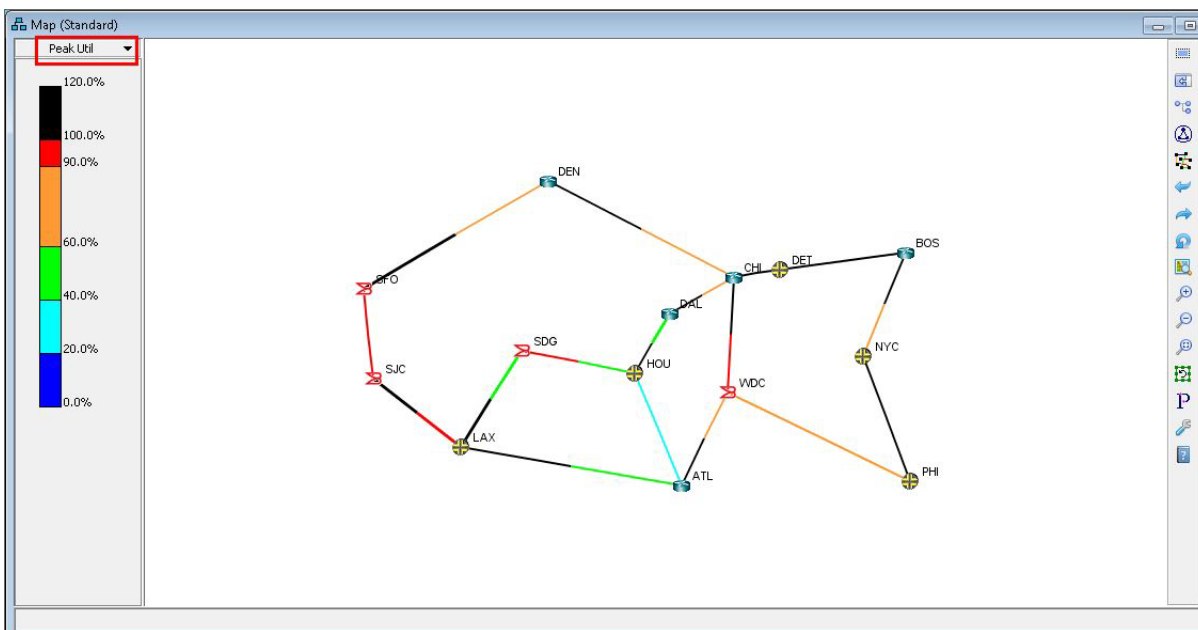 Map (Standard)
Peak Util
120.0%
100.0%
90.0%
60.0%
40.0%
20.0%
0.0%
DEN
BOS
DET
CHI
SFO
DAL
SDG
NYC
HOU
SJC
WDC
LAX
ATL
PHI
P
?